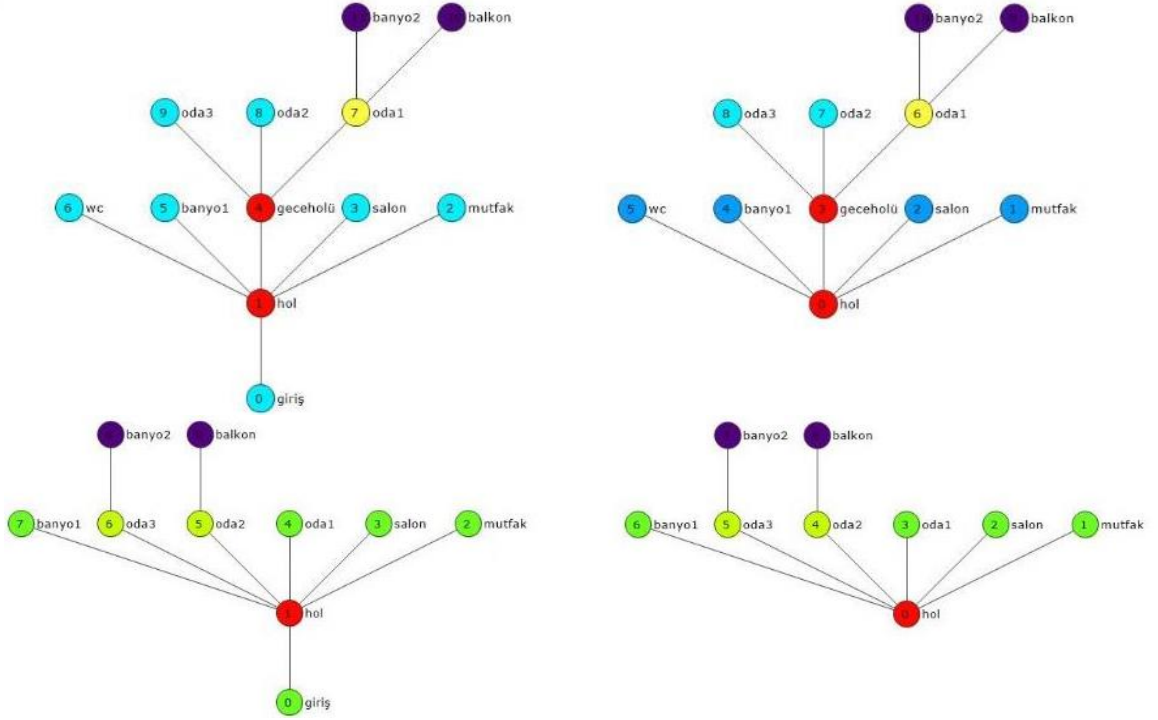 banyo2 balkon
9 oda3 8 oda2 7 oda1
6 wc 5 banyo1 4 geceholü 3 salon 2 mutfak
1 hol
0 giriş
banyo2 balkon
8 oda3 7 oda2 6 oda1
5 wc 4 banyo1 3 geceholü 2 salon 1 mutfak
0 hol
banyo2 balkon
7 banyo1 6 oda3 5 oda2 4 oda1 3 salon 2 mutfak
1 hol
0 giriş
banyo2 balkon
6 banyo1 5 oda3 4 oda2 3 oda1 2 salon 1 mutfak
0 hol